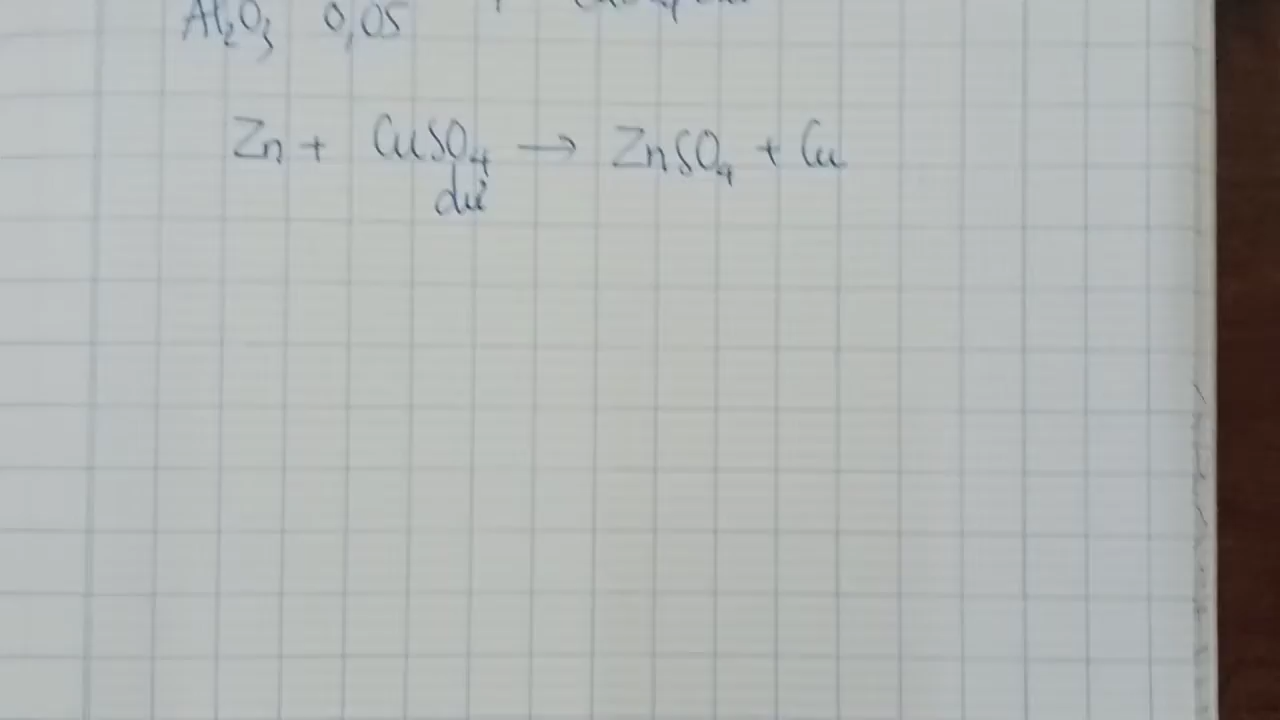 Al₂O₃ 0,05
Zn + CuSO₄ → ZnSO₄ + Cu
dư